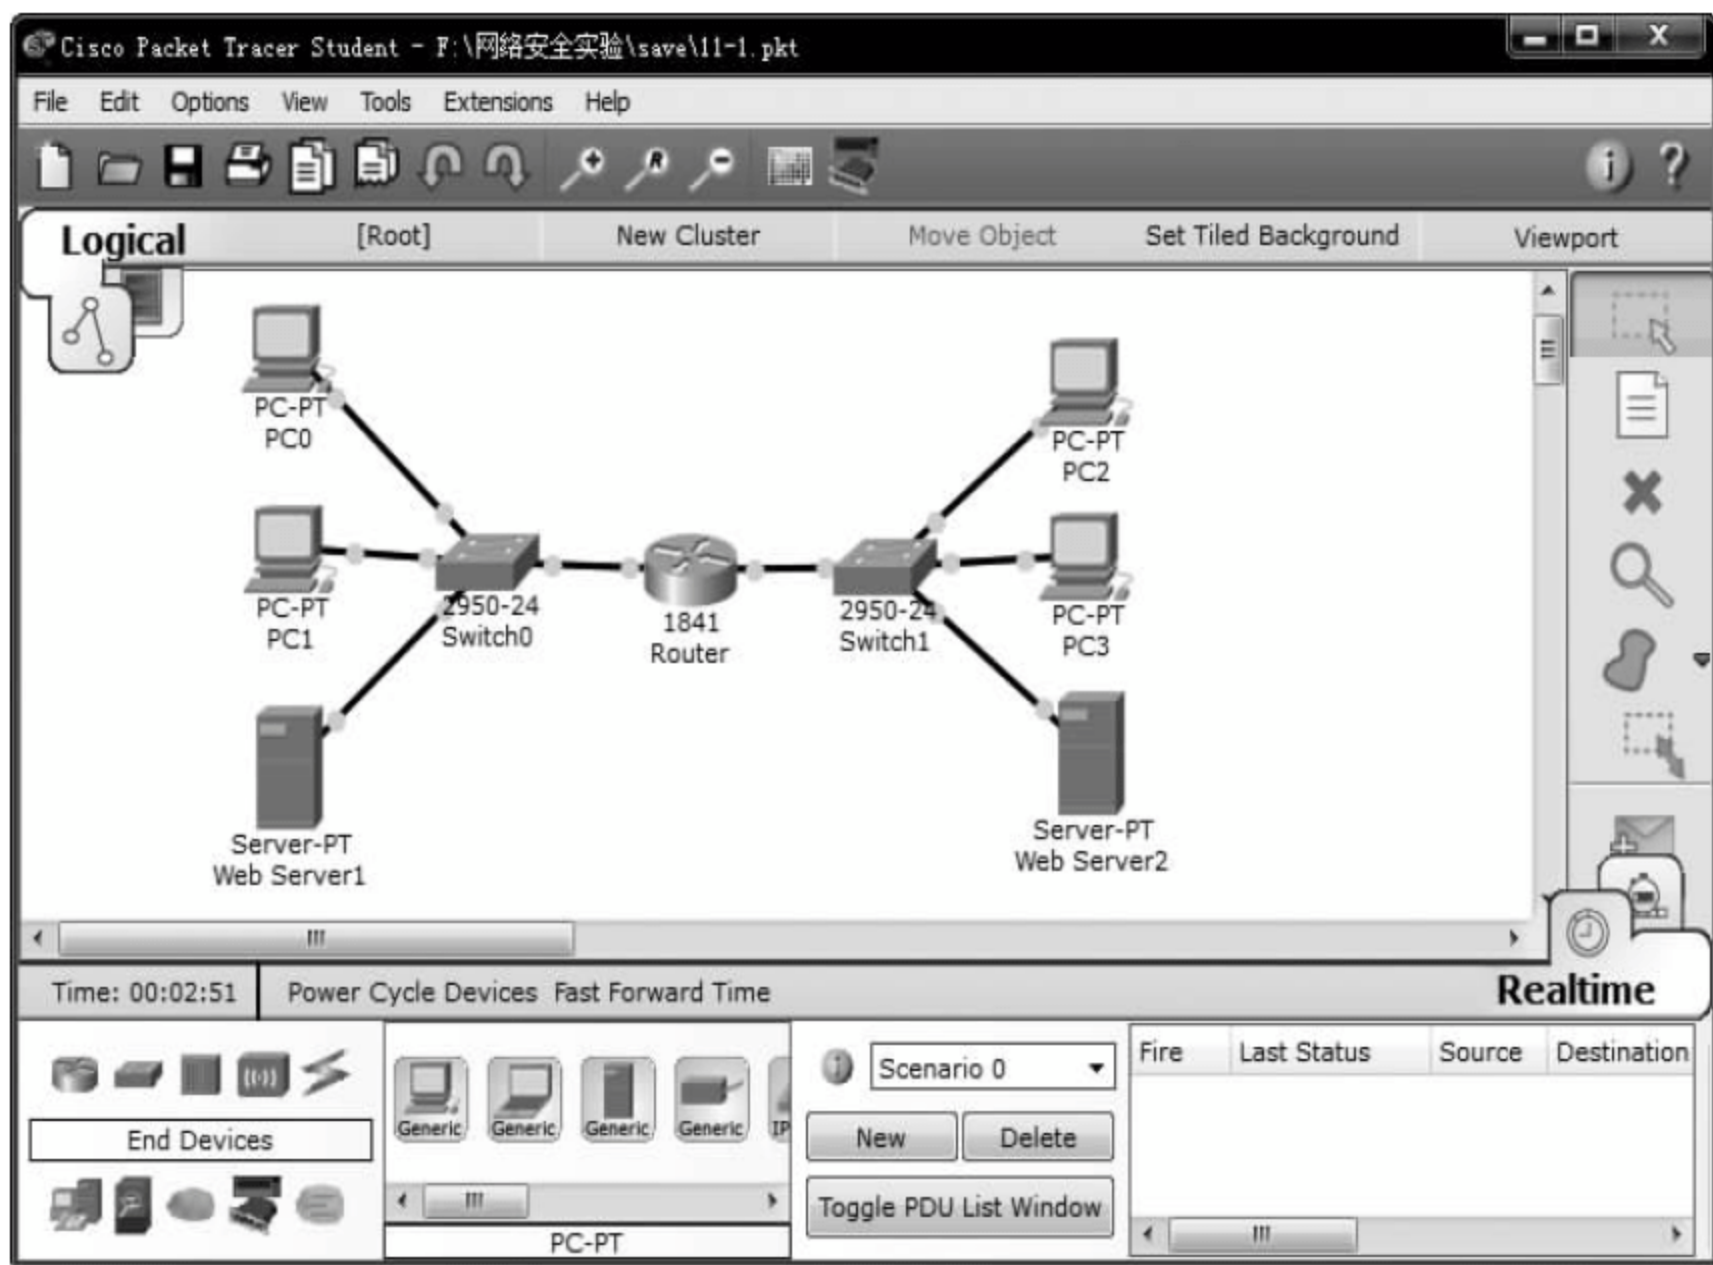 Cisco Packet Tracer Student - F:\网络安全实验\save\11-1.pkt
File Edit Options View Tools Extensions Help
Logical [Root] New Cluster Move Object Set Tiled Background Viewport
PC-PT
PC0
PC-PT
PC1
Server-PT
Web Server1
2950-24
Switch0
1841
Router
2950-24
Switch1
PC-PT
PC2
PC-PT
PC3
Server-PT
Web Server2
Time: 00:02:51 Power Cycle Devices Fast Forward Time Realtime
End Devices
Generic Generic Generic Generic IP
PC-PT
Scenario 0
New Delete
Toggle PDU List Window
Fire Last Status Source Destination